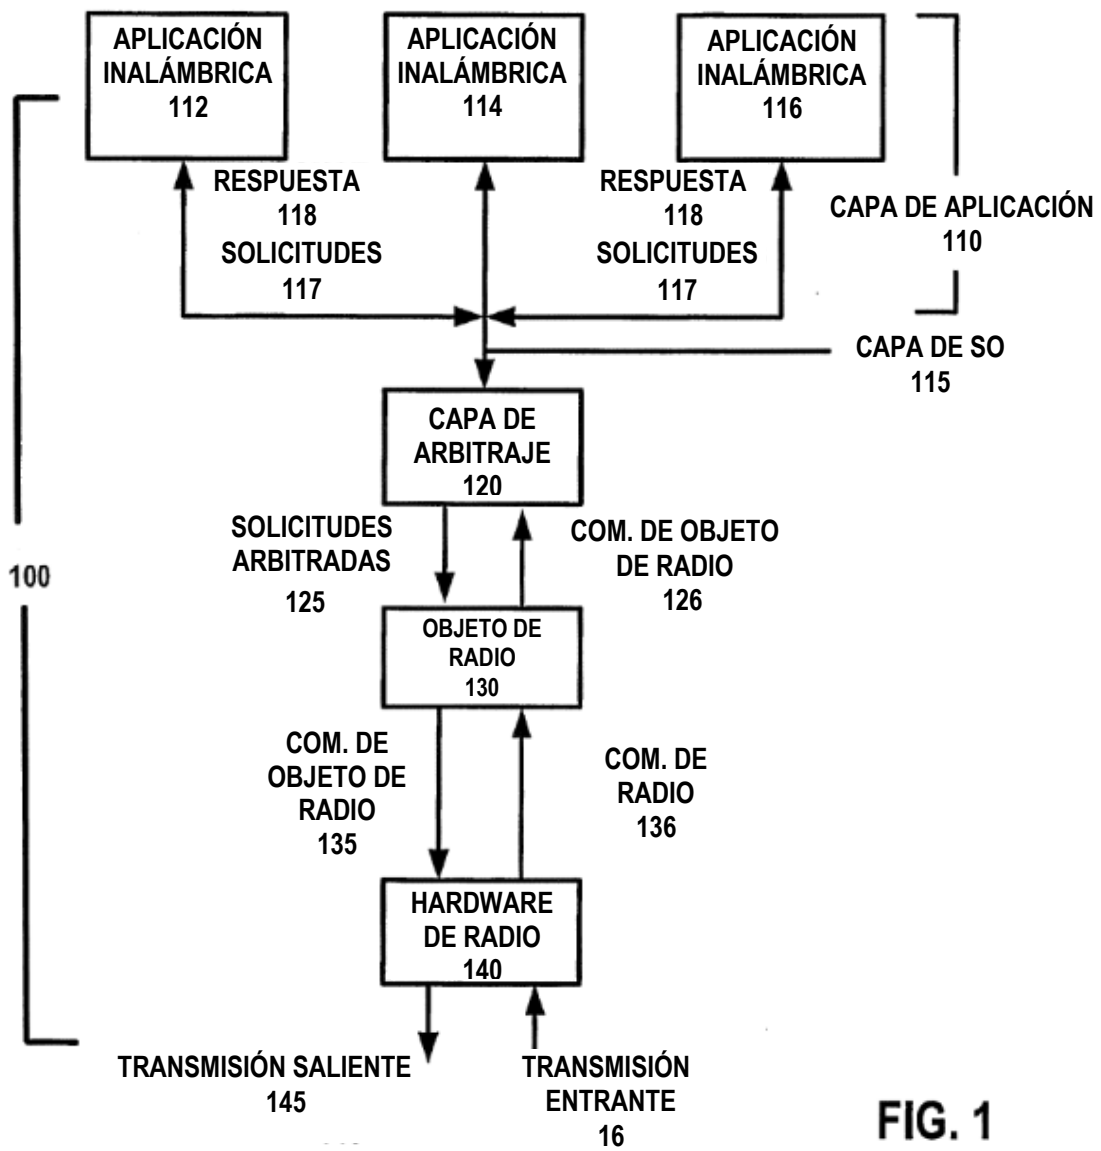 APLICACIÓN
INALÁMBRICA
112
APLICACIÓN
INALÁMBRICA
114
APLICACIÓN
INALÁMBRICA
116
100
RESPUESTA
118
SOLICITUDES
117
RESPUESTA
118
SOLICITUDES
117
CAPA DE APLICACIÓN
110
CAPA DE SO
115
CAPA DE
ARBITRAJE
120
SOLICITUDES
ARBITRADAS
125
COM. DE OBJETO
DE RADIO
126
OBJETO DE
RADIO
130
COM. DE
OBJETO DE
RADIO
135
COM. DE
RADIO
136
HARDWARE
DE RADIO
140
TRANSMISIÓN SALIENTE
145
TRANSMISIÓN
ENTRANTE
16
FIG. 1